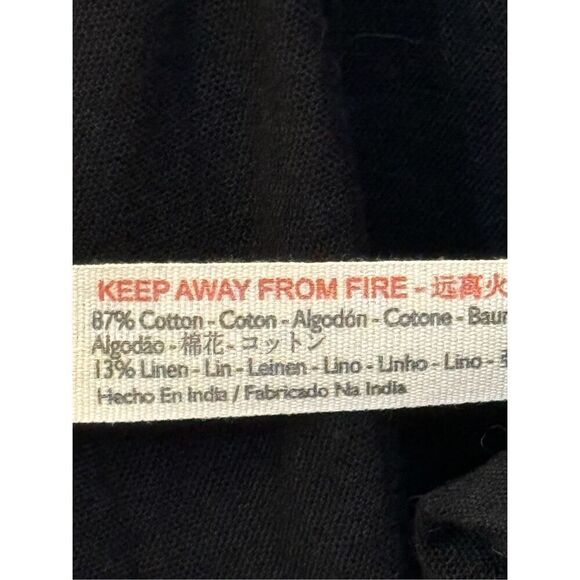 KEEP AWAY FROM FIRE - 远离火
87% Cotton - Coton - Algodón - Cotone - Baum
Algodão - 棉花 - コットン
13% Linen - Lin - Leinen - Lino - Linho - Lino -
Hecho En India / Fabricado Na India